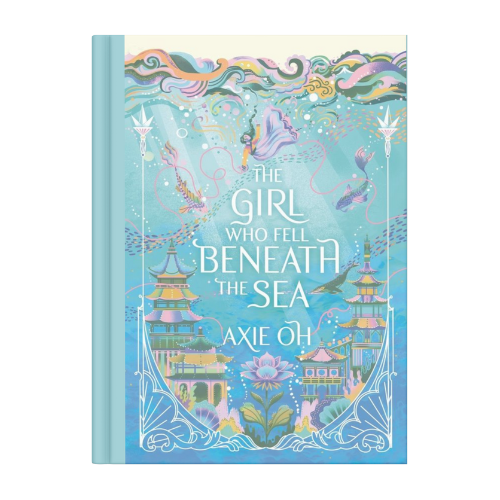 THE
GIRL
WHO FELL
BENEATH
THE SEA
AXIE OH